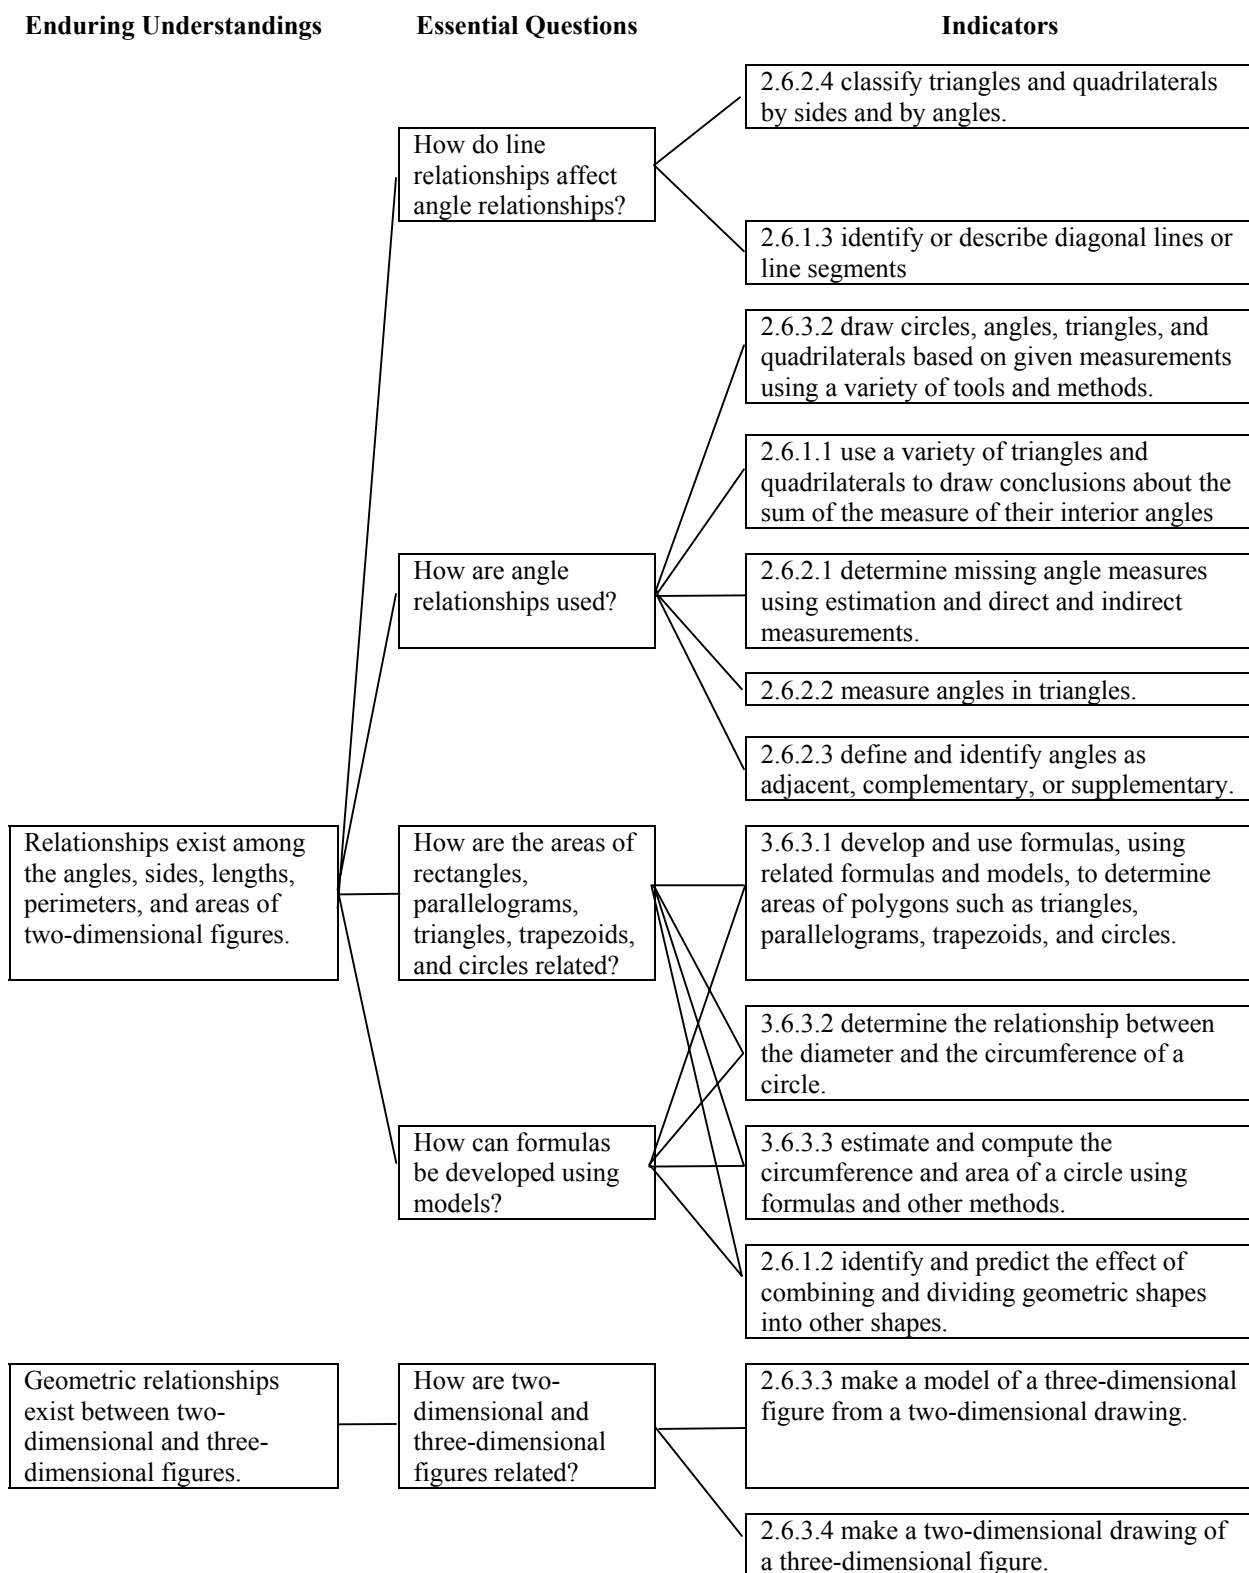 Enduring Understandings
Essential Questions
Indicators
2.6.2.4 classify triangles and quadrilaterals
by sides and by angles.
How do line
relationships affect
angle relationships?
2.6.1.3 identify or describe diagonal lines or
line segments
2.6.3.2 draw circles, angles, triangles, and
quadrilaterals based on given measurements
using a variety of tools and methods.
2.6.1.1 use a variety of triangles and
quadrilaterals to draw conclusions about the
sum of the measure of their interior angles
How are angle
relationships used?
2.6.2.1 determine missing angle measures
using estimation and direct and indirect
measurements.
2.6.2.2 measure angles in triangles.
2.6.2.3 define and identify angles as
adjacent, complementary, or supplementary.
Relationships exist among
the angles, sides, lengths,
perimeters, and areas of
two-dimensional figures.
How are the areas of
rectangles,
parallelograms,
triangles, trapezoids,
and circles related?
3.6.3.1 develop and use formulas, using
related formulas and models, to determine
areas of polygons such as triangles,
parallelograms, trapezoids, and circles.
3.6.3.2 determine the relationship between
the diameter and the circumference of a
circle.
How can formulas
be developed using
models?
3.6.3.3 estimate and compute the
circumference and area of a circle using
formulas and other methods.
2.6.1.2 identify and predict the effect of
combining and dividing geometric shapes
into other shapes.
Geometric relationships
exist between two-
dimensional and three-
dimensional figures.
How are two-
dimensional and
three-dimensional
figures related?
2.6.3.3 make a model of a three-dimensional
figure from a two-dimensional drawing.
2.6.3.4 make a two-dimensional drawing of
a three-dimensional figure.